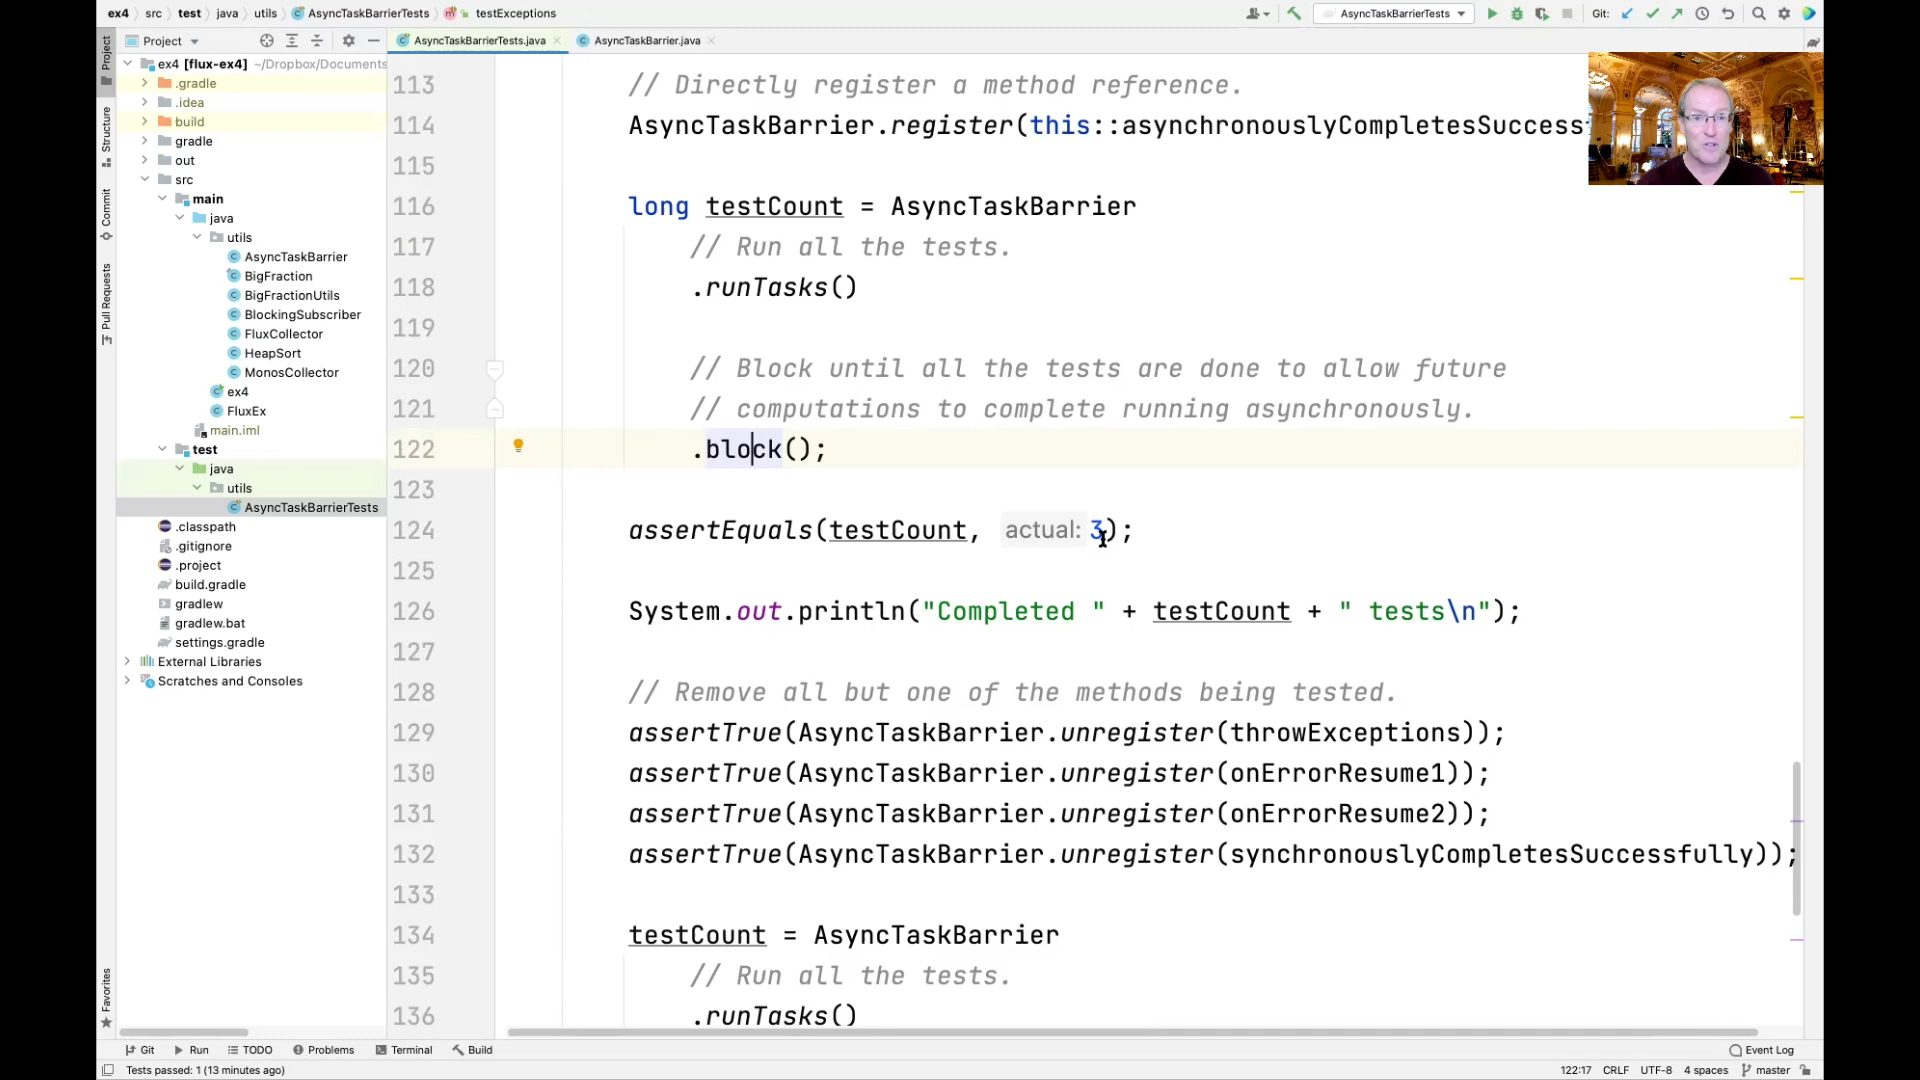 ex4 src test java utils AsyncTaskBarrierTests testExceptions
AsyncTaskBarrierTests Git:
Project
AsyncTaskBarrierTests.java
AsyncTaskBarrier.java
ex4 [flux-ex4] ~/Dropbox/Documents
.gradle
.idea
build
gradle
out
src
main
java
utils
AsyncTaskBarrier
BigFraction
BigFractionUtils
BlockingSubscriber
FluxCollector
HeapSort
MonosCollector
ex4
FluxEx
main.iml
test
java
utils
AsyncTaskBarrierTests
.classpath
.gitignore
.project
build.gradle
gradlew
gradlew.bat
settings.gradle
External Libraries
Scratches and Consoles
Project
Structure
Commit
Pull Requests
Favorites
113 // Directly register a method reference.
114 AsyncTaskBarrier.register(this::asynchronouslyCompletesSuccess
115
116 long testCount = AsyncTaskBarrier
117 // Run all the tests.
118 .runTasks()
119
120 // Block until all the tests are done to allow future
121 // computations to complete running asynchronously.
122 .block();
123
124 assertEquals(testCount, actual: 3);
125
126 System.out.println("Completed " + testCount + " tests\n");
127
128 // Remove all but one of the methods being tested.
129 assertTrue(AsyncTaskBarrier.unregister(throwExceptions));
130 assertTrue(AsyncTaskBarrier.unregister(onErrorResume1));
131 assertTrue(AsyncTaskBarrier.unregister(onErrorResume2));
132 assertTrue(AsyncTaskBarrier.unregister(synchronouslyCompletesSuccessfully));
133
134 testCount = AsyncTaskBarrier
135 // Run all the tests.
136 .runTasks()
Git Run TODO Problems Terminal Build Event Log
Tests passed: 1 (13 minutes ago) 122:17 CRLF UTF-8 4 spaces master